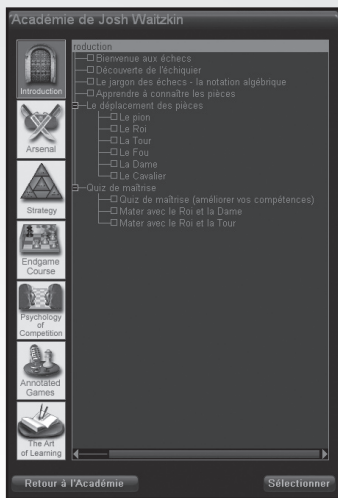 Académie de Josh Waitzkin
Introduction
Arsenal
Strategy
Endgame
Course
Psychology
of
Competition
Annotated
Games
The Art
of Learning
roduction
Bienvenue aux échecs
Découverte de l'échiquier
Le jargon des échecs - la notation algébrique
Apprendre à connaître les pièces
Le déplacement des pièces
Le pion
Le Roi
La Tour
Le Fou
La Dame
Le Cavalier
Quiz de maîtrise
Quiz de maîtrise (améliorer vos compétences)
Mater avec le Roi et la Dame
Mater avec le Roi et la Tour
Retour à l'Académie
Sélectionner